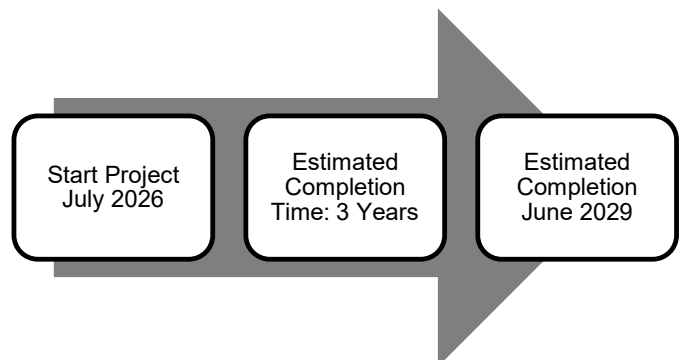 Start Project
July 2026
Estimated
Completion
Time: 3 Years
Estimated
Completion
June 2029